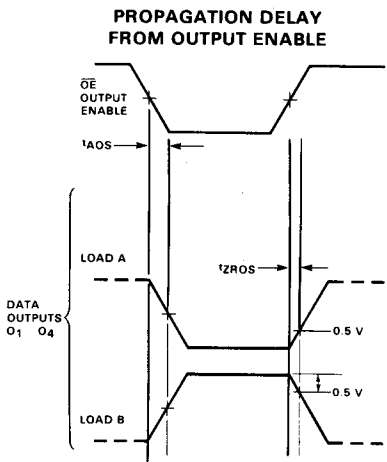 PROPAGATION DELAY
FROM OUTPUT ENABLE
OE
OUTPUT
ENABLE
tAOS
LOAD A
tZROS
DATA
OUTPUTS
O1 O4
0.5 V
0.5 V
LOAD B